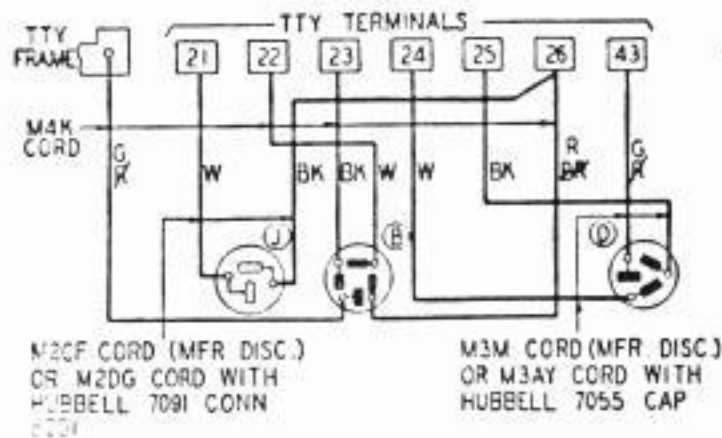 TTY TERMINALS
TTY
FRAME
21 22 23 24 25 26 43
M4K
CORD
G
R
W
BK
BK
W
W
BK
R
BK
G
R
J
B
D
M2CF CORD (MFR DISC.)
OR M2DG CORD WITH
HUBBELL 7091 CONN
M3M CORD (MFR. DISC.)
OR M3AY CORD WITH
HUBBELL 7055 CAP